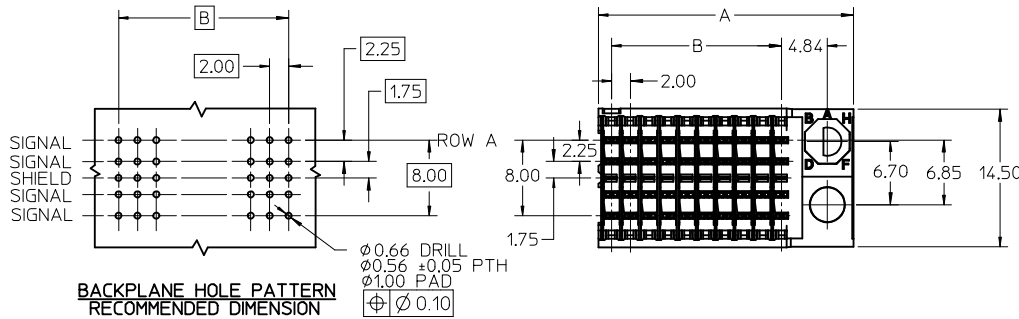 B
2.25
2.00
1.75
SIGNAL
ROW A
SIGNAL
SHIELD
8.00
SIGNAL
SIGNAL
Ø0.66 DRILL
Ø0.56 ±0.05 PTH
Ø1.00 PAD
⌖ Ø 0.10
BACKPLANE HOLE PATTERN
RECOMMENDED DIMENSION
A
B
4.84
2.00
B A H
D
D F
2.25
8.00
1.75
6.70
6.85
14.50